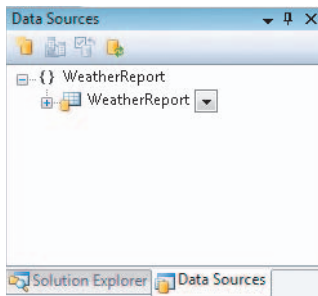 Data Sources
{} WeatherReport
WeatherReport
Solution Explorer
Data Sources